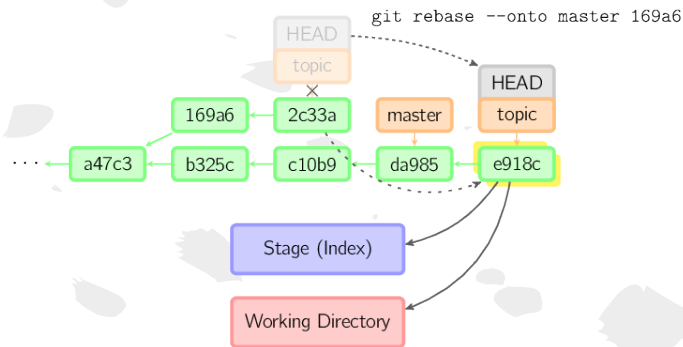 git rebase --onto master 169a6
HEAD
topic
HEAD
topic
169a6
2c33a
master
... a47c3
b325c
c10b9
da985
e918c
Stage (Index)
Working Directory